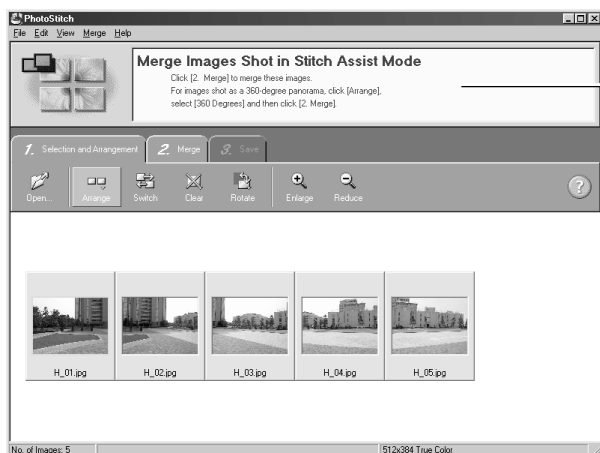 PhotoStitch
File Edit View Merge Help
Merge Images Shot in Stitch Assist Mode
Click [2. Merge] to merge these images.
For images shot as a 360-degree panorama, click [Arrange],
select [360 Degrees] and then click [2. Merge].
1. Selection and Arrangement 2. Merge 3. Save
Open... Arrange Switch Clear Rotate Enlarge Reduce ?
H_01.jpg H_02.jpg H_03.jpg H_04.jpg H_05.jpg
No. of Images: 5 512x384 True Color